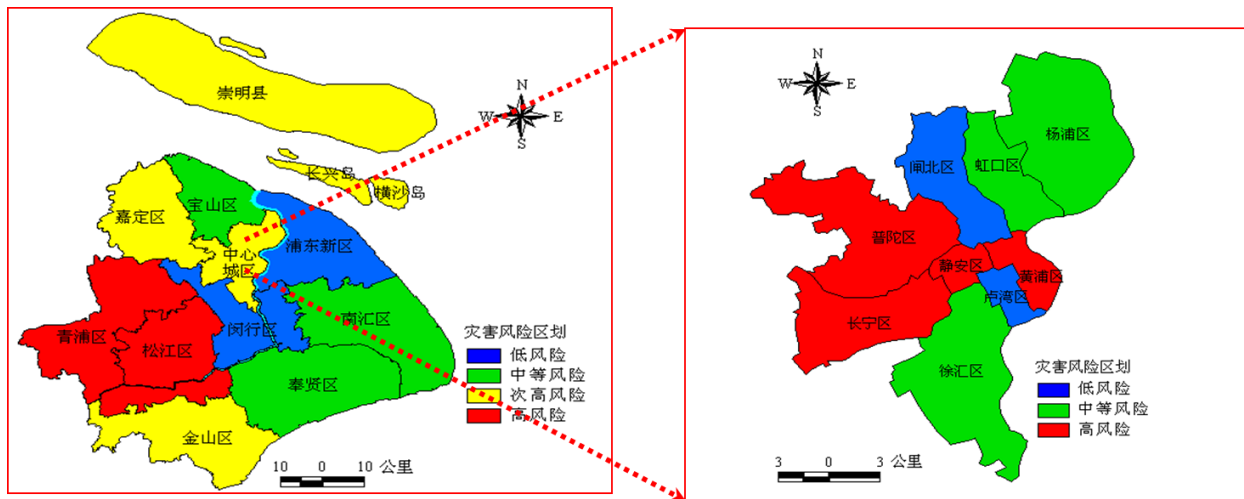 崇明县
N
W E
S
长兴岛
横沙岛
宝山区
嘉定区
浦东新区
中心
城区
南汇区
青浦区
松江区
闵行区
奉贤区
金山区
灾害风险区划
低风险
中等风险
次高风险
高风险
10 0 10 公里
N
W E
S
杨浦区
闸北区
虹口区
普陀区
静安区
黄浦区
卢湾区
长宁区
徐汇区
灾害风险区划
低风险
中等风险
高风险
3 0 3 公里